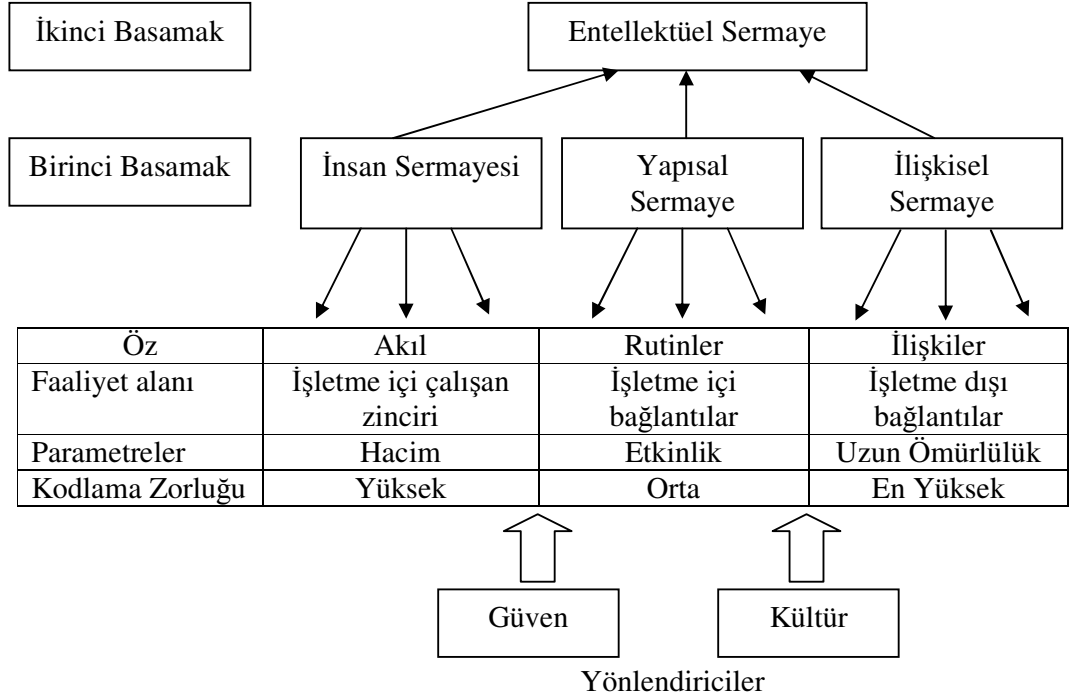 İkinci Basamak
Entellektüel Sermaye
Birinci Basamak
İnsan Sermayesi
Yapısal
Sermaye
İlişkisel
Sermaye
Öz Akıl Rutinler İlişkiler
Faaliyet alanı İşletme içi çalışan İşletme içi İşletme dışı
zinciri bağlantılar bağlantılar
Parametreler Hacim Etkinlik Uzun Ömürlülük
Kodlama Zorluğu Yüksek Orta En Yüksek
Güven
Kültür
Yönlendiriciler